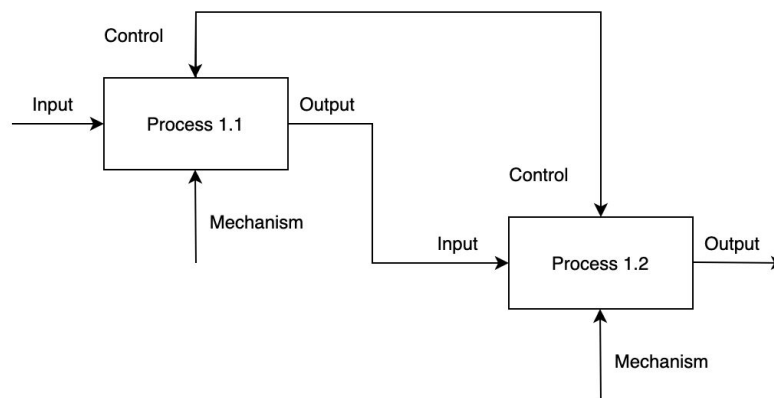 Control
Input
Output
Process 1.1
Mechanism
Control
Input
Output
Process 1.2
Mechanism